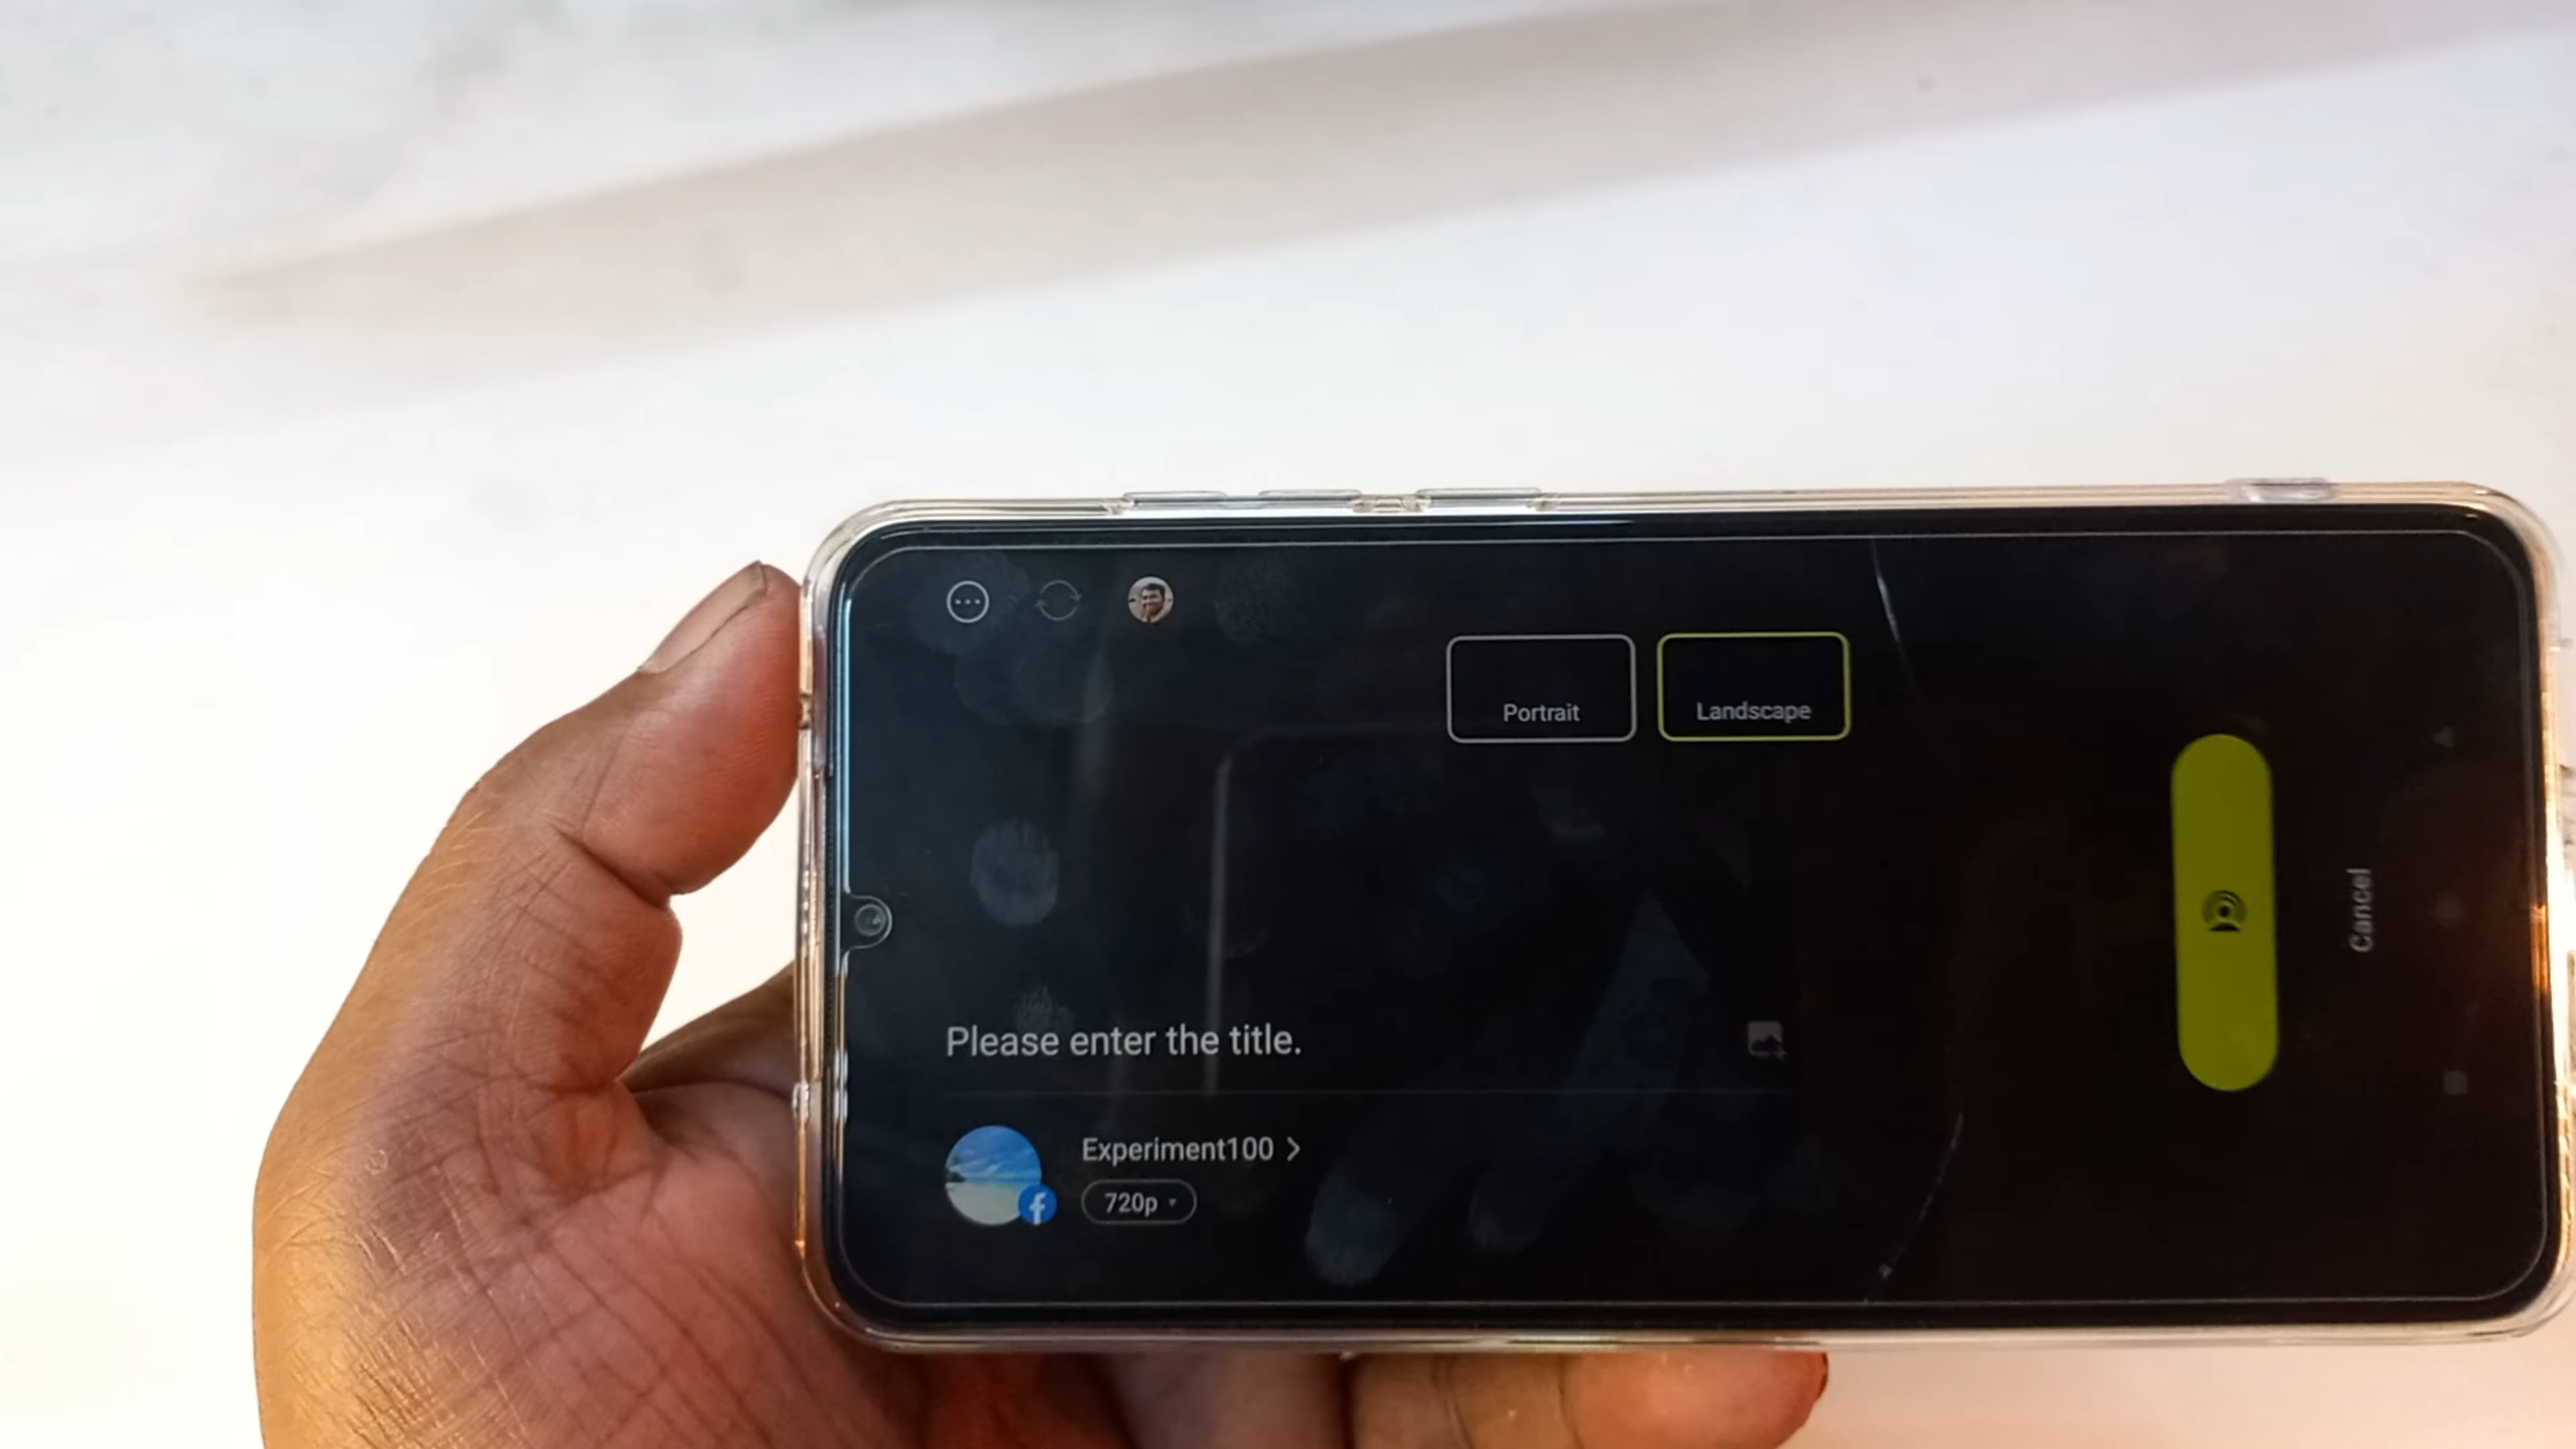 Portrait
Landscape
Cancel
Please enter the title.
Experiment100 >
720p